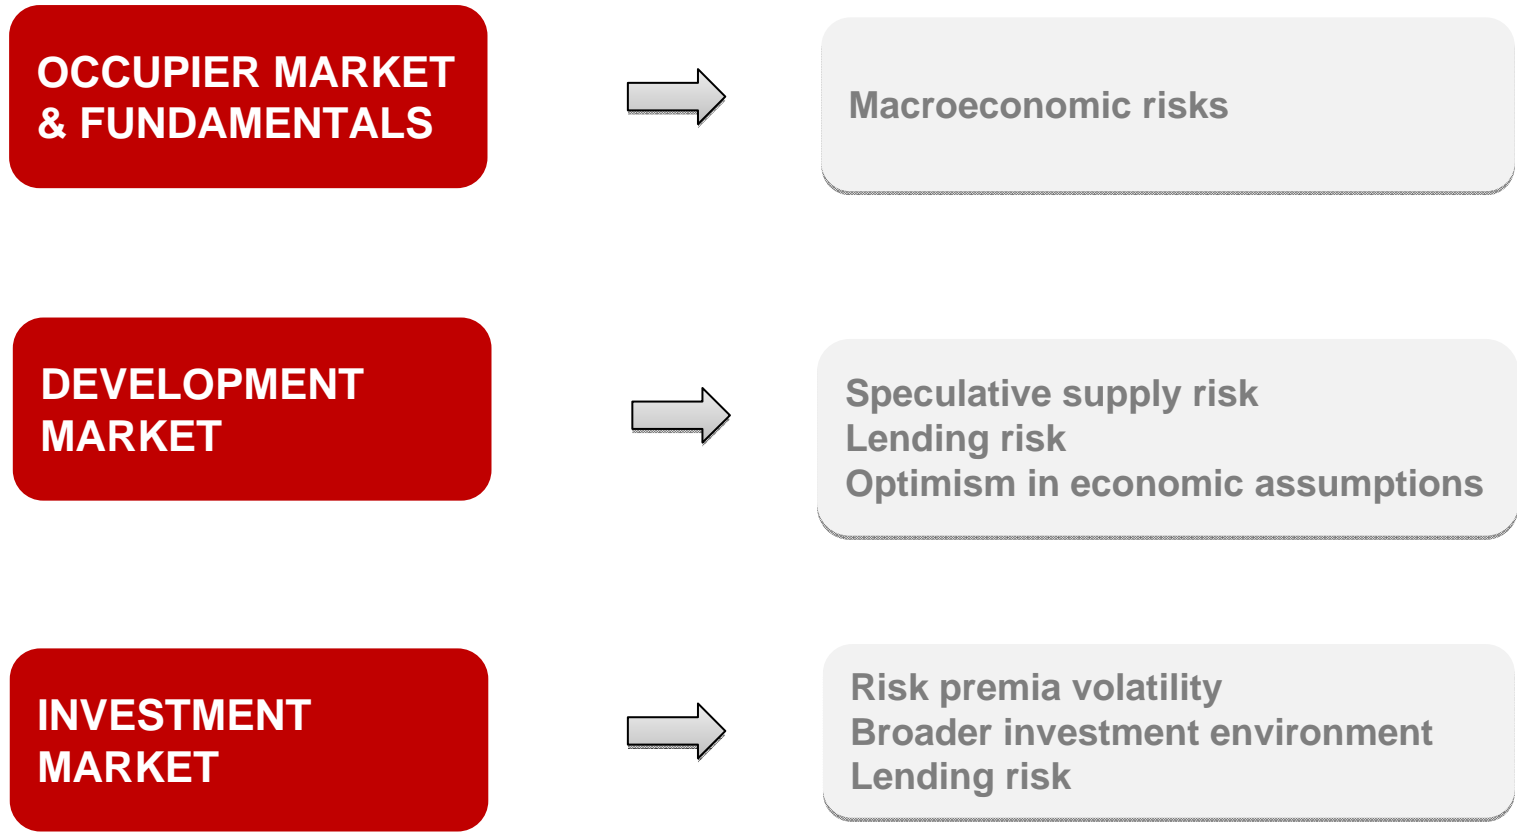 OCCUPIER MARKET
& FUNDAMENTALS
Macroeconomic risks
DEVELOPMENT
MARKET
Speculative supply risk
Lending risk
Optimism in economic assumptions
INVESTMENT
MARKET
Risk premia volatility
Broader investment environment
Lending risk